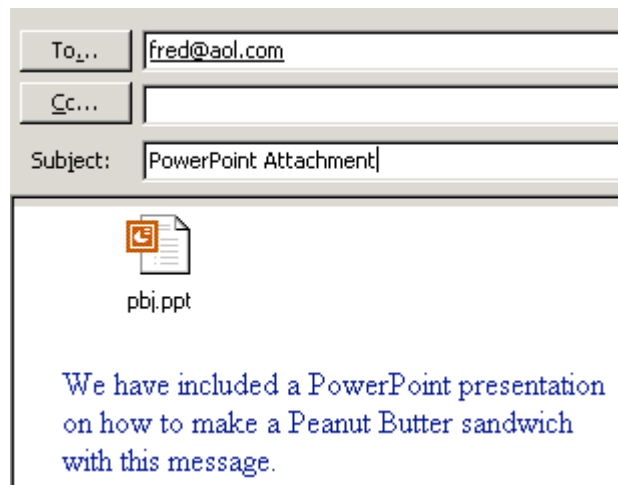 To... fred@aol.com
Cc...
Subject: PowerPoint Attachment
pbj.ppt
We have included a PowerPoint presentation
on how to make a Peanut Butter sandwich
with this message.